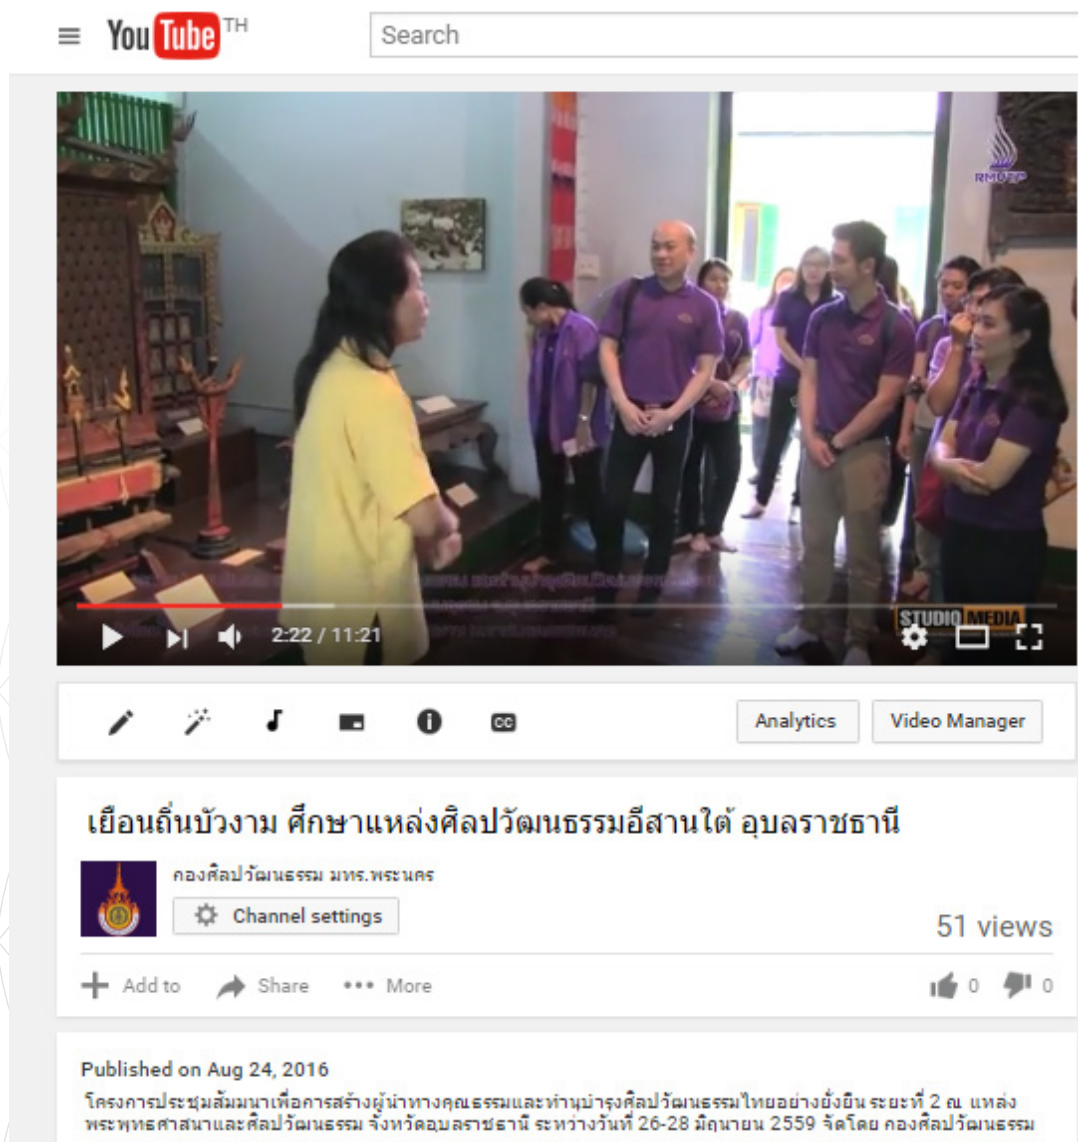 YouTube TH
Search
RMUTP
STUDIO MEDIA
2:22 / 11:21
Analytics
Video Manager
เยือนถิ่นบัวงาม ศึกษาแหล่งศิลปวัฒนธรรมอีสานใต้ อุบลราชธานี
กองศิลปวัฒนธรรม มทร.พระนคร
Channel settings
51 views
Add to Share More 0 0
Published on Aug 24, 2016
โครงการประชุมสัมมนาเพื่อการสร้างผู้นำทางคุณธรรมและทำนุบำรุงศิลปวัฒนธรรมไทยอย่างยั่งยืน ระยะที่ 2 ณ แหล่ง
พระพุทธศาสนาและศิลปวัฒนธรรม จังหวัดอุบลราชธานี ระหว่างวันที่ 26-28 มิถุนายน 2559 จัดโดย กองศิลปวัฒนธรรม